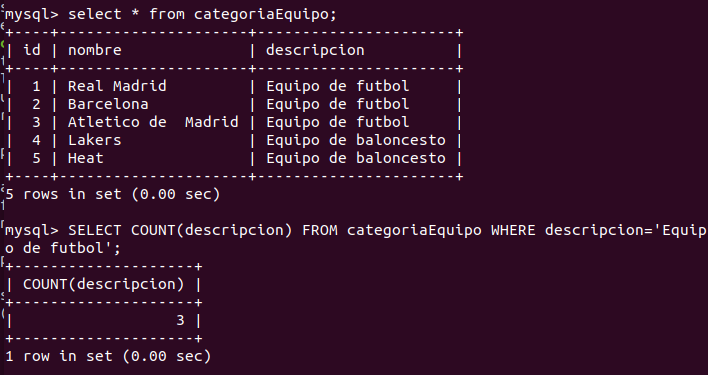 mysql> select * from categoriaEquipo;
+----+---------------------+----------------------+
| id | nombre              | descripcion          |
+----+---------------------+----------------------+
|  1 | Real Madrid         | Equipo de futbol     |
|  2 | Barcelona           | Equipo de futbol     |
|  3 | Atletico de  Madrid | Equipo de futbol     |
|  4 | Lakers              | Equipo de baloncesto |
|  5 | Heat                | Equipo de baloncesto |
+----+---------------------+----------------------+
5 rows in set (0.00 sec)

mysql> SELECT COUNT(descripcion) FROM categoriaEquipo WHERE descripcion='Equip
o de futbol';
+--------------------+
| COUNT(descripcion) |
+--------------------+
|                  3 |
+--------------------+
1 row in set (0.00 sec)